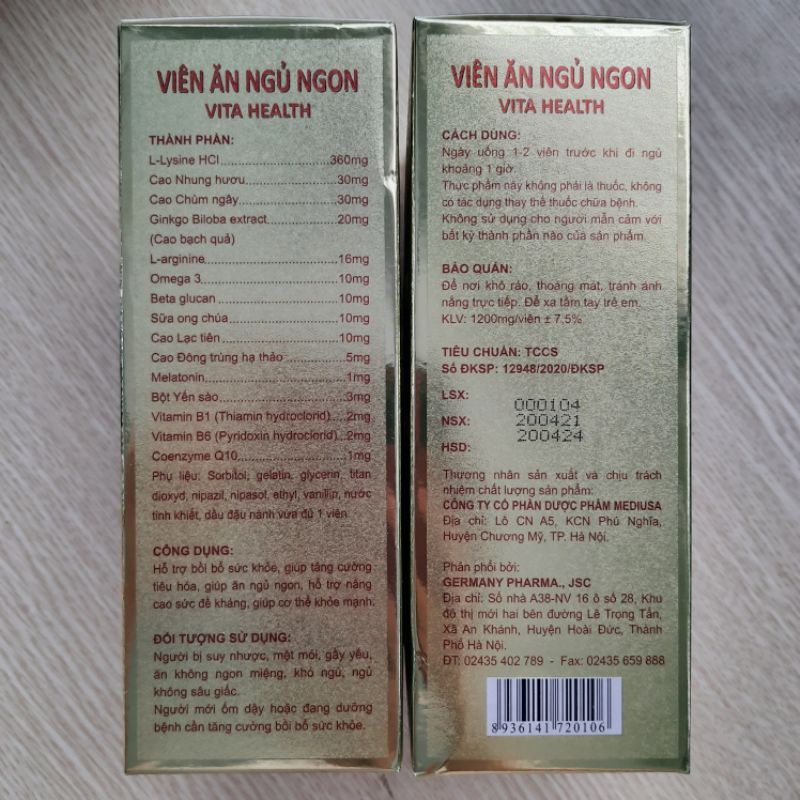 VIÊN ĂN NGỦ NGON
VITA HEALTH
THÀNH PHẦN:
L-Lysine HCl...............................360mg
Cao Nhung hươu.........................30mg
Cao Chùm ngây..........................30mg
Ginkgo Biloba extract..................20mg
(Cao bạch quả)
L-arginine...................................16mg
Omega 3....................................10mg
Beta glucan................................10mg
Sữa ong chúa.............................10mg
Cao Lạc tiên...............................10mg
Cao Đông trùng hạ thảo...............5mg
Melatonin.....................................1mg
Bột Yến sào.................................3mg
Vitamin B1 (Thiamin hydroclorid)...2mg
Vitamin B6 (Pyridoxin hydroclorid)..2mg
Coenzyme Q10............................1mg
Phụ liệu: Sorbitol, gelatin, glycerin, titan
dioxyd, nipazil, nipasol, ethyl, vanillin, nước
tinh khiết, dầu đậu nành vừa đủ 1 viên
CÔNG DỤNG:
Hỗ trợ bồi bổ sức khỏe, giúp tăng cường
tiêu hóa, giúp ăn ngủ ngon, hỗ trợ nâng
cao sức đề kháng, giúp cơ thể khỏe mạnh.
ĐỐI TƯỢNG SỬ DỤNG:
Người bị suy nhược, mệt mỏi, gầy yếu,
ăn không ngon miệng, khó ngủ, ngủ
không sâu giấc.
Người mới ốm dậy hoặc đang dưỡng
bệnh cần tăng cường bồi bổ sức khỏe.
VIÊN ĂN NGỦ NGON
VITA HEALTH
CÁCH DÙNG:
Ngày uống 1-2 viên trước khi đi ngủ
khoảng 1 giờ.
Thực phẩm này không phải là thuốc, không
có tác dụng thay thế thuốc chữa bệnh.
Không sử dụng cho người mẫn cảm với
bất kỳ thành phần nào của sản phẩm.
BẢO QUẢN:
Để nơi khô ráo, thoáng mát, tránh ánh
nắng trực tiếp. Để xa tầm tay trẻ em.
KLV: 1200mg/viên ± 7.5%
TIÊU CHUẨN: TCCS
Số ĐKSP: 12948/2020/ĐKSP
LSX: 000104
NSX: 200421
HSD: 200424
Thương nhân sản xuất và chịu trách
nhiệm chất lượng sản phẩm:
CÔNG TY CỔ PHẦN DƯỢC PHẨM MEDIUSA
Địa chỉ: Lô CN A5, KCN Phú Nghĩa,
Huyện Chương Mỹ, TP. Hà Nội.
Phân phối bởi:
GERMANY PHARMA., JSC
Địa chỉ: Số nhà A38-NV 16 ô số 28, Khu
đô thị mới hai bên đường Lê Trọng Tấn,
Xã An Khánh, Huyện Hoài Đức, Thành
Phố Hà Nội.
ĐT: 02435 402 789 - Fax: 02435 659 888
8 936141 720106